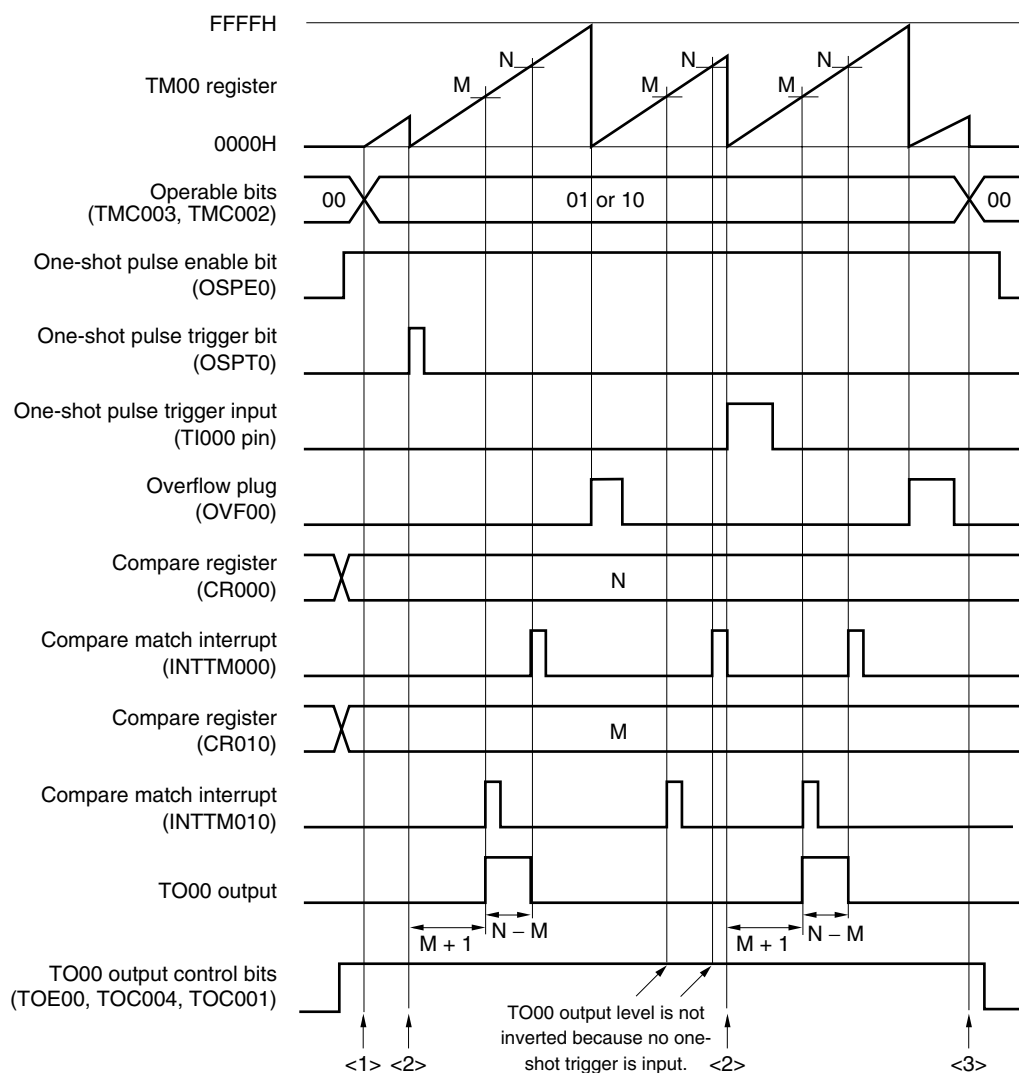 FFFFH
N
N
N
TM00 register
M
M
M
0000H
Operable bits
(TMC003, TMC002)
00
01 or 10
00
One-shot pulse enable bit
(OSPE0)
One-shot pulse trigger bit
(OSPT0)
One-shot pulse trigger input
(TI000 pin)
Overflow plug
(OVF00)
Compare register
(CR000)
N
Compare match interrupt
(INTTM000)
Compare register
(CR010)
M
Compare match interrupt
(INTTM010)
TO00 output
M + 1
N − M
M + 1
N − M
TO00 output control bits
(TOE00, TOC004, TOC001)
TO00 output level is not
inverted because no one-
shot trigger is input.
<1> <2> <2> <3>